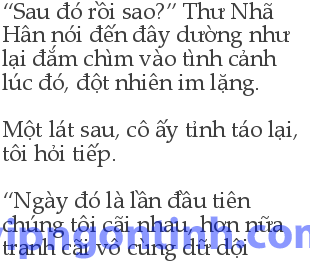 “Sau đó rồi sao?” Thư Nhã
Hân nói đến đây dường như
lại đắm chìm vào tình cảnh
lúc đó, đột nhiên im lặng.
Một lát sau, cô ấy tỉnh táo lại,
tôi hỏi tiếp.
“Ngày đó là lần đầu tiên
chúng tôi cãi nhau, hơn nữa
tranh cãi vô cùng dữ dội
vipngontinh.com